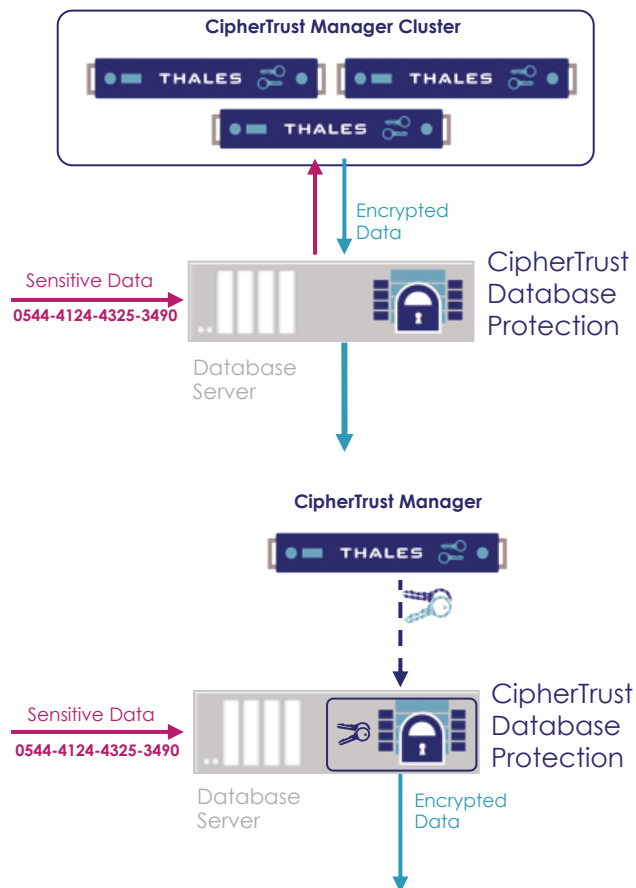 CipherTrust Manager Cluster
THALES
THALES
THALES
Encrypted
Data
CipherTrust
Database
Protection
Sensitive Data
0544-4124-4325-3490
Database
Server
CipherTrust Manager
THALES
CipherTrust
Database
Protection
Sensitive Data
0544-4124-4325-3490
Database
Server
Encrypted
Data